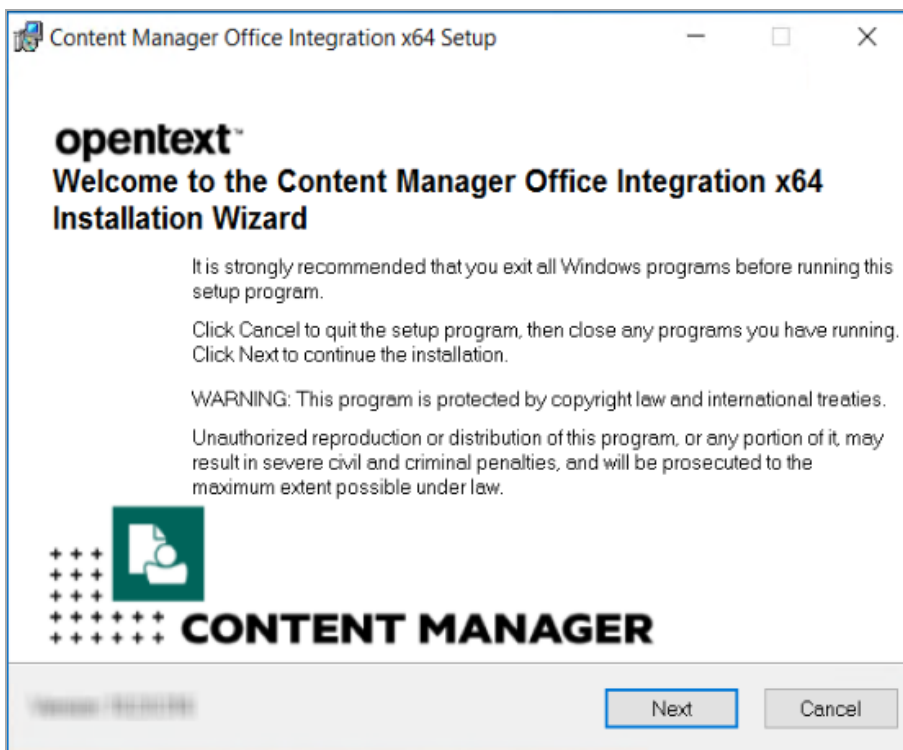 Content Manager Office Integration x64 Setup
opentext™
Welcome to the Content Manager Office Integration x64
Installation Wizard
It is strongly recommended that you exit all Windows programs before running this
setup program.
Click Cancel to quit the setup program, then close any programs you have running.
Click Next to continue the installation.
WARNING: This program is protected by copyright law and international treaties.
Unauthorized reproduction or distribution of this program, or any portion of it, may
result in severe civil and criminal penalties, and will be prosecuted to the
maximum extent possible under law.
CONTENT MANAGER
Next Cancel